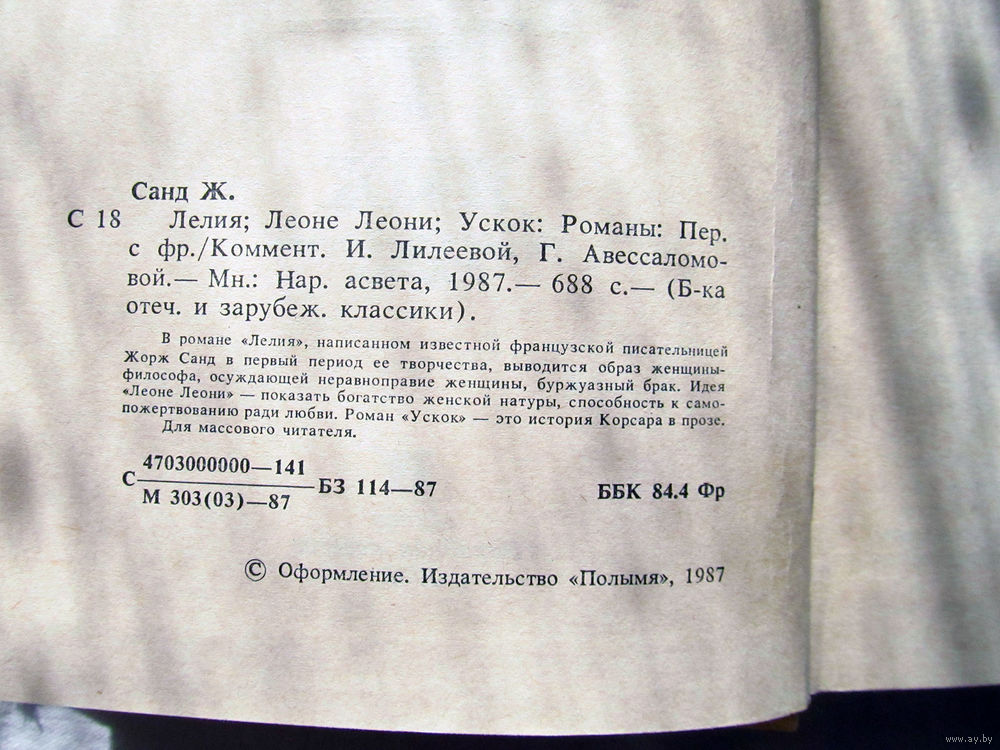 Санд Ж.
С 18 Лелия; Леоне Леони; Ускок: Романы: Пер.
с фр./Коммент. И. Лилеевой, Г. Авессаломо-
вой.— Мн.: Нар. асвета, 1987.— 688 с.— (Б-ка
отеч. и зарубеж. классики).
В романе «Лелия», написанном известной французской писательницей
Жорж Санд в первый период ее творчества, выводится образ женщины-
философа, осуждающей неравноправие женщины, буржуазный брак. Идея
«Леоне Леони» — показать богатство женской натуры, способность к само-
пожертвованию ради любви. Роман «Ускок» — это история Корсара в прозе.
Для массового читателя.
4703000000—141
С БЗ 114—87 ББК 84.4 Фр
М 303(03)—87
© Оформление. Издательство «Полымя», 1987
www.ay.by